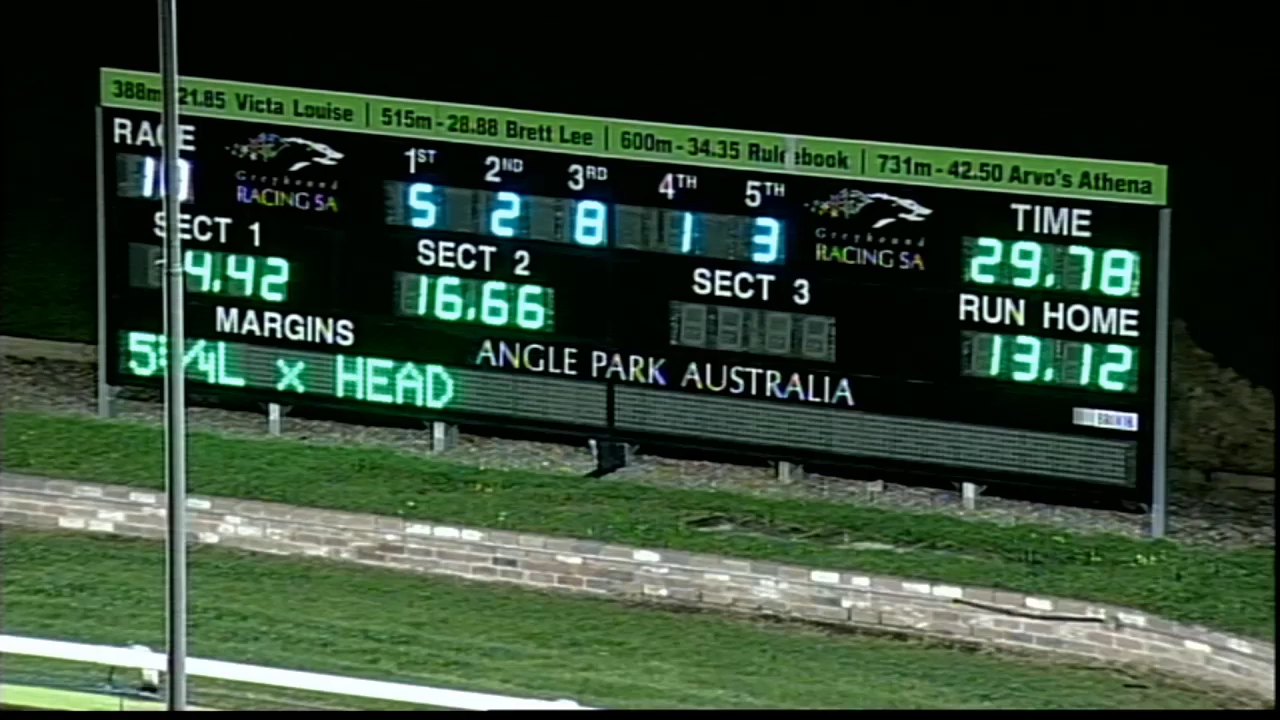 388m 21.85 Victa Louise | 515m - 28.88 Brett Lee | 600m - 34.35 Rulebook | 731m - 42.50 Arvo's Athena
RACE 1ST 2ND 3RD 4TH 5TH TIME
Greyhound RACING SA
5 2 8 1 3
Greyhound RACING SA
29.78
SECT 1 SECT 2 SECT 3 RUN HOME
4.42 16.66 13.12
MARGINS ANGLE PARK AUSTRALIA
5 3/4L x HEAD